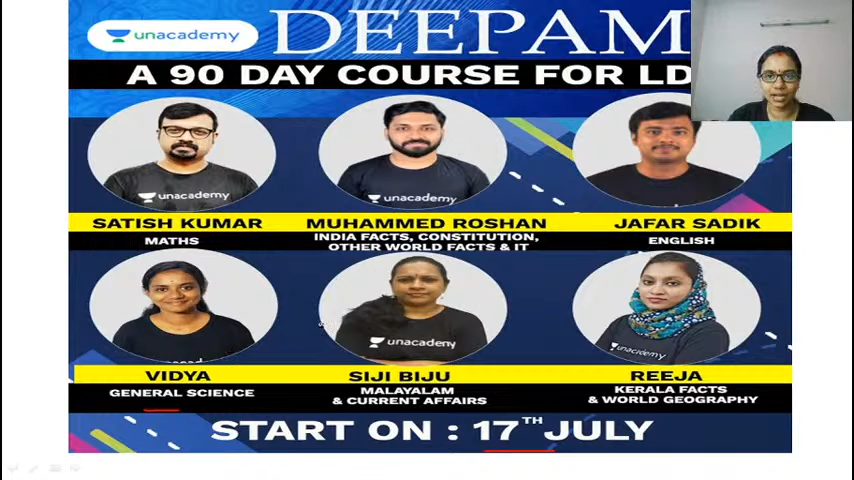 unacademy
DEEPAM
A 90 DAY COURSE FOR LD
unacademy
unacademy
SATISH KUMAR
MATHS
MUHAMMED ROSHAN
INDIA FACTS, CONSTITUTION,
OTHER WORLD FACTS & IT
JAFAR SADIK
ENGLISH
unacademy
unacademy
VIDYA
GENERAL SCIENCE
SIJI BIJU
MALAYALAM
& CURRENT AFFAIRS
REEJA
KERALA FACTS
& WORLD GEOGRAPHY
START ON : 17TH JULY